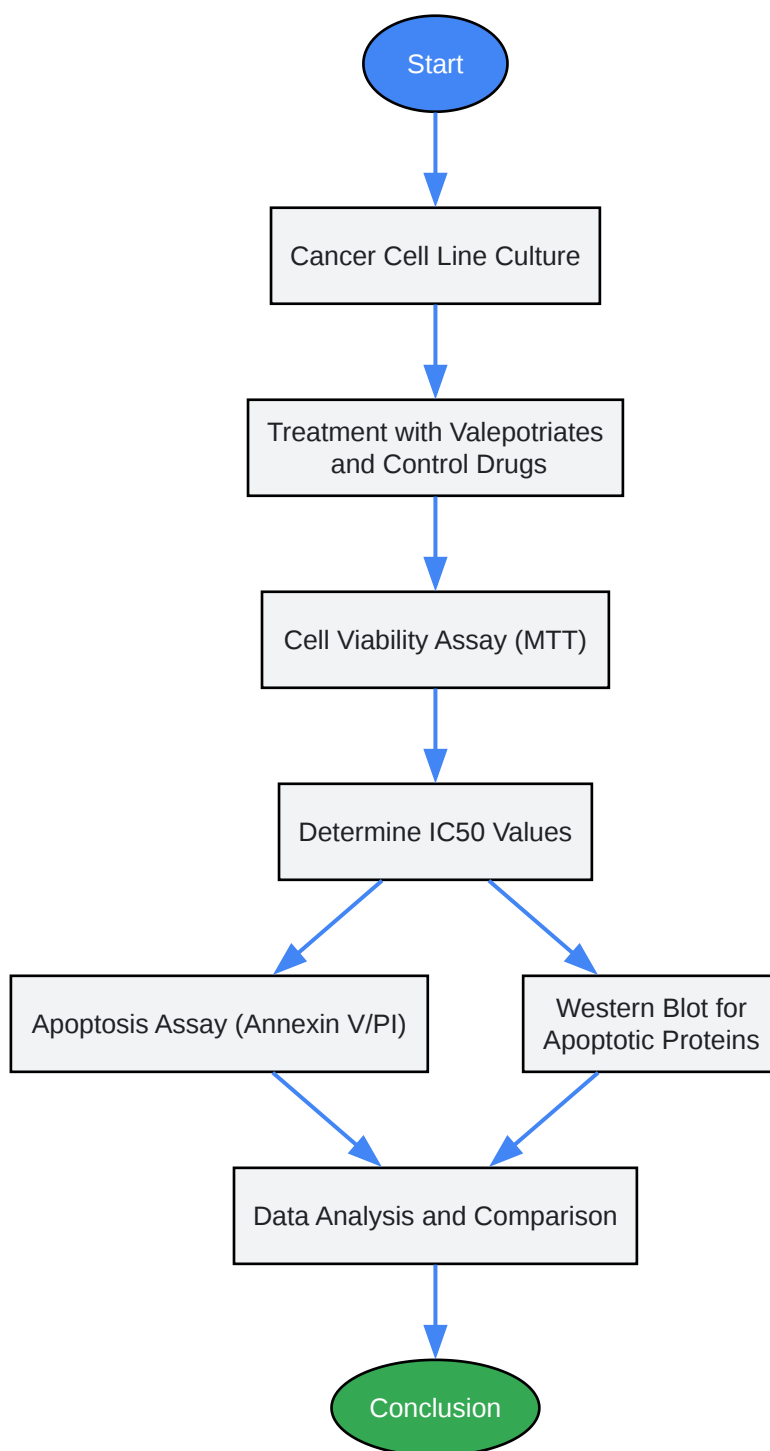 Start
Cancer Cell Line Culture
Treatment with Valepotriates
and Control Drugs
Cell Viability Assay (MTT)
Determine IC50 Values
Apoptosis Assay (Annexin V/PI)
Western Blot for
Apoptotic Proteins
Data Analysis and Comparison
Conclusion